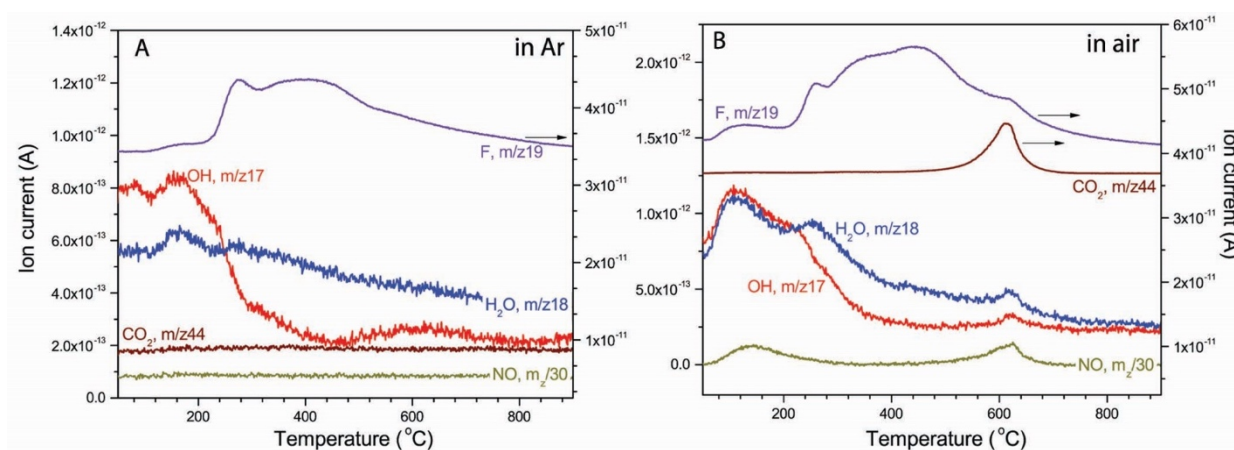 A
in Ar
1.4x10⁻¹²
1.2x10⁻¹²
1.0x10⁻¹²
8.0x10⁻¹³
6.0x10⁻¹³
4.0x10⁻¹³
2.0x10⁻¹³
0.0
Ion current (A)
F, m/z19
OH, m/z17
H₂O, m/z18
CO₂, m/z44
NO, m_z/30
5x10⁻¹¹
4x10⁻¹¹
3x10⁻¹¹
2x10⁻¹¹
1x10⁻¹¹
200
400
600
800
Temperature (°C)
B
in air
2.0x10⁻¹²
1.5x10⁻¹²
1.0x10⁻¹²
5.0x10⁻¹³
0.0
F, m/z19
CO₂, m/z44
H₂O, m/z18
OH, m/z17
NO, m_z/30
6x10⁻¹¹
5x10⁻¹¹
4x10⁻¹¹
3x10⁻¹¹
2x10⁻¹¹
1x10⁻¹¹
Ion current (A)
200
400
600
800
Temperature (°C)